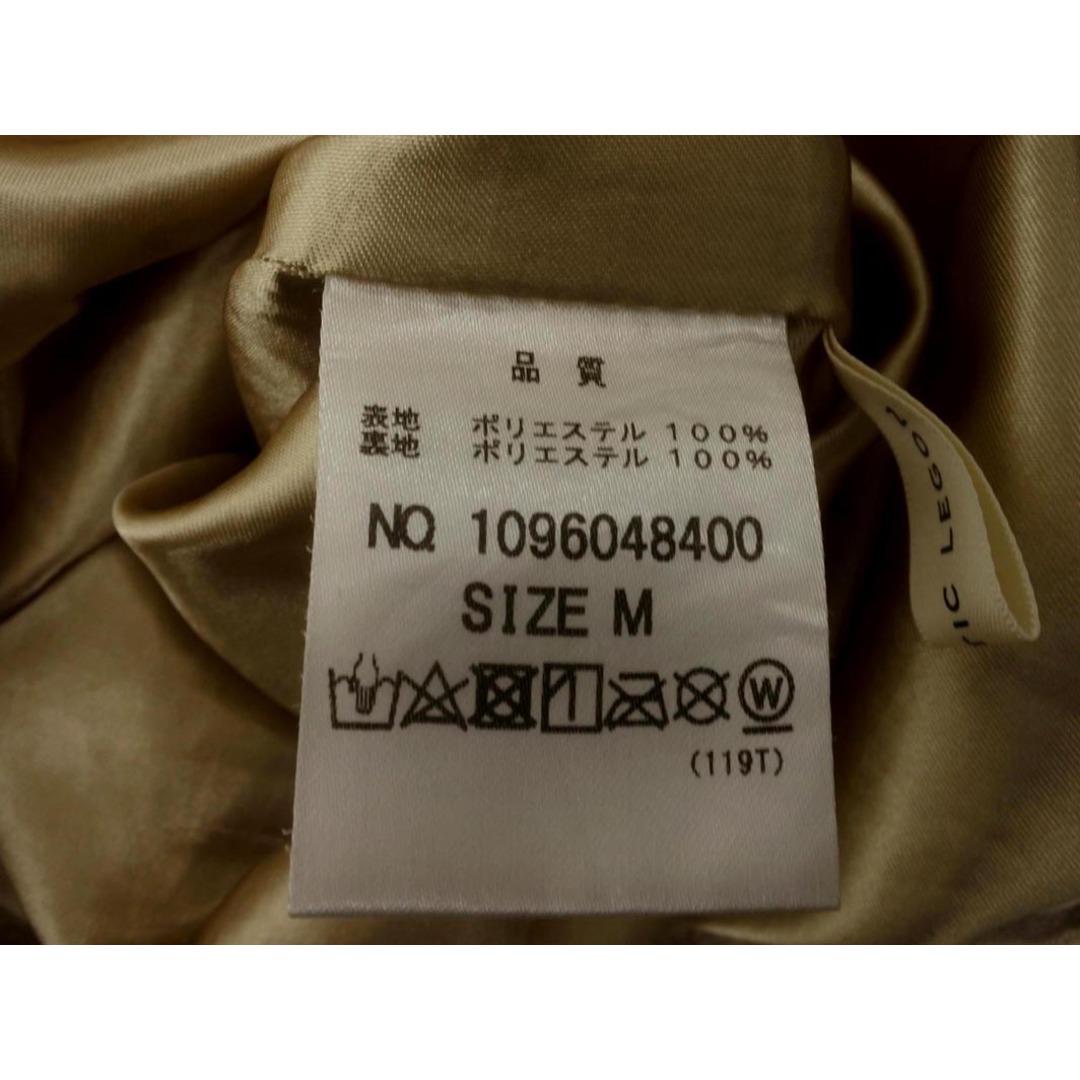 品質
表地 ポリエステル 100%
裏地 ポリエステル 100%
NO. 1096048400
SIZE M
W
(119T)
LEGO